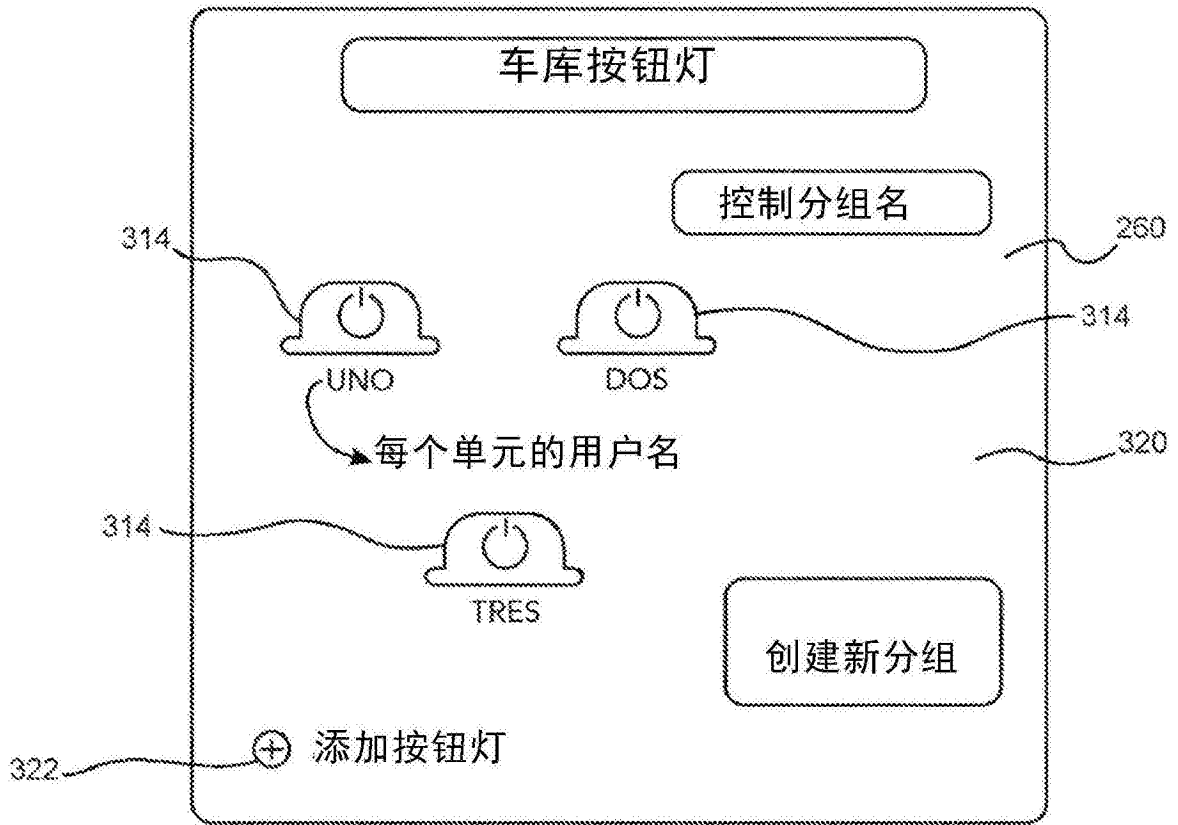 车库按钮灯
控制分组名
314
260
314
UNO
DOS
每个单元的用户名
320
314
TRES
创建新分组
添加按钮灯
322